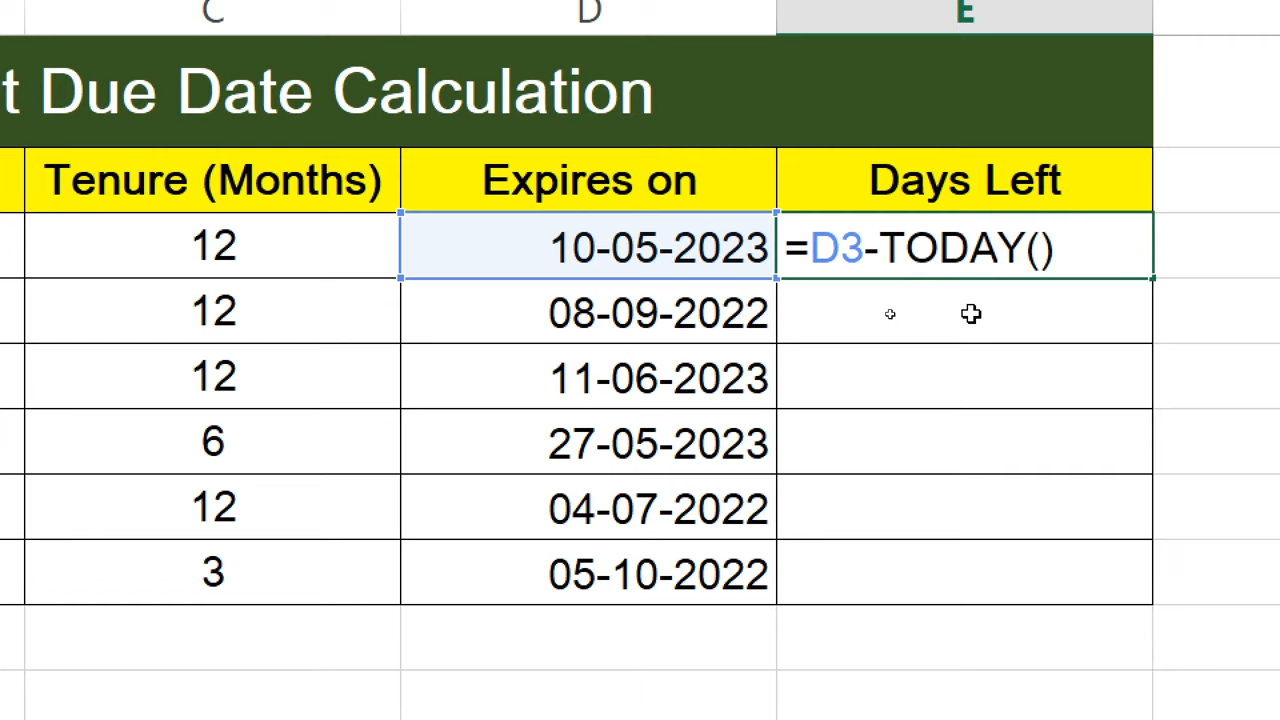 C D E
t Due Date Calculation
Tenure (Months) Expires on Days Left
12 10-05-2023 =D3-TODAY()
12 08-09-2022
12 11-06-2023
6 27-05-2023
12 04-07-2022
3 05-10-2022